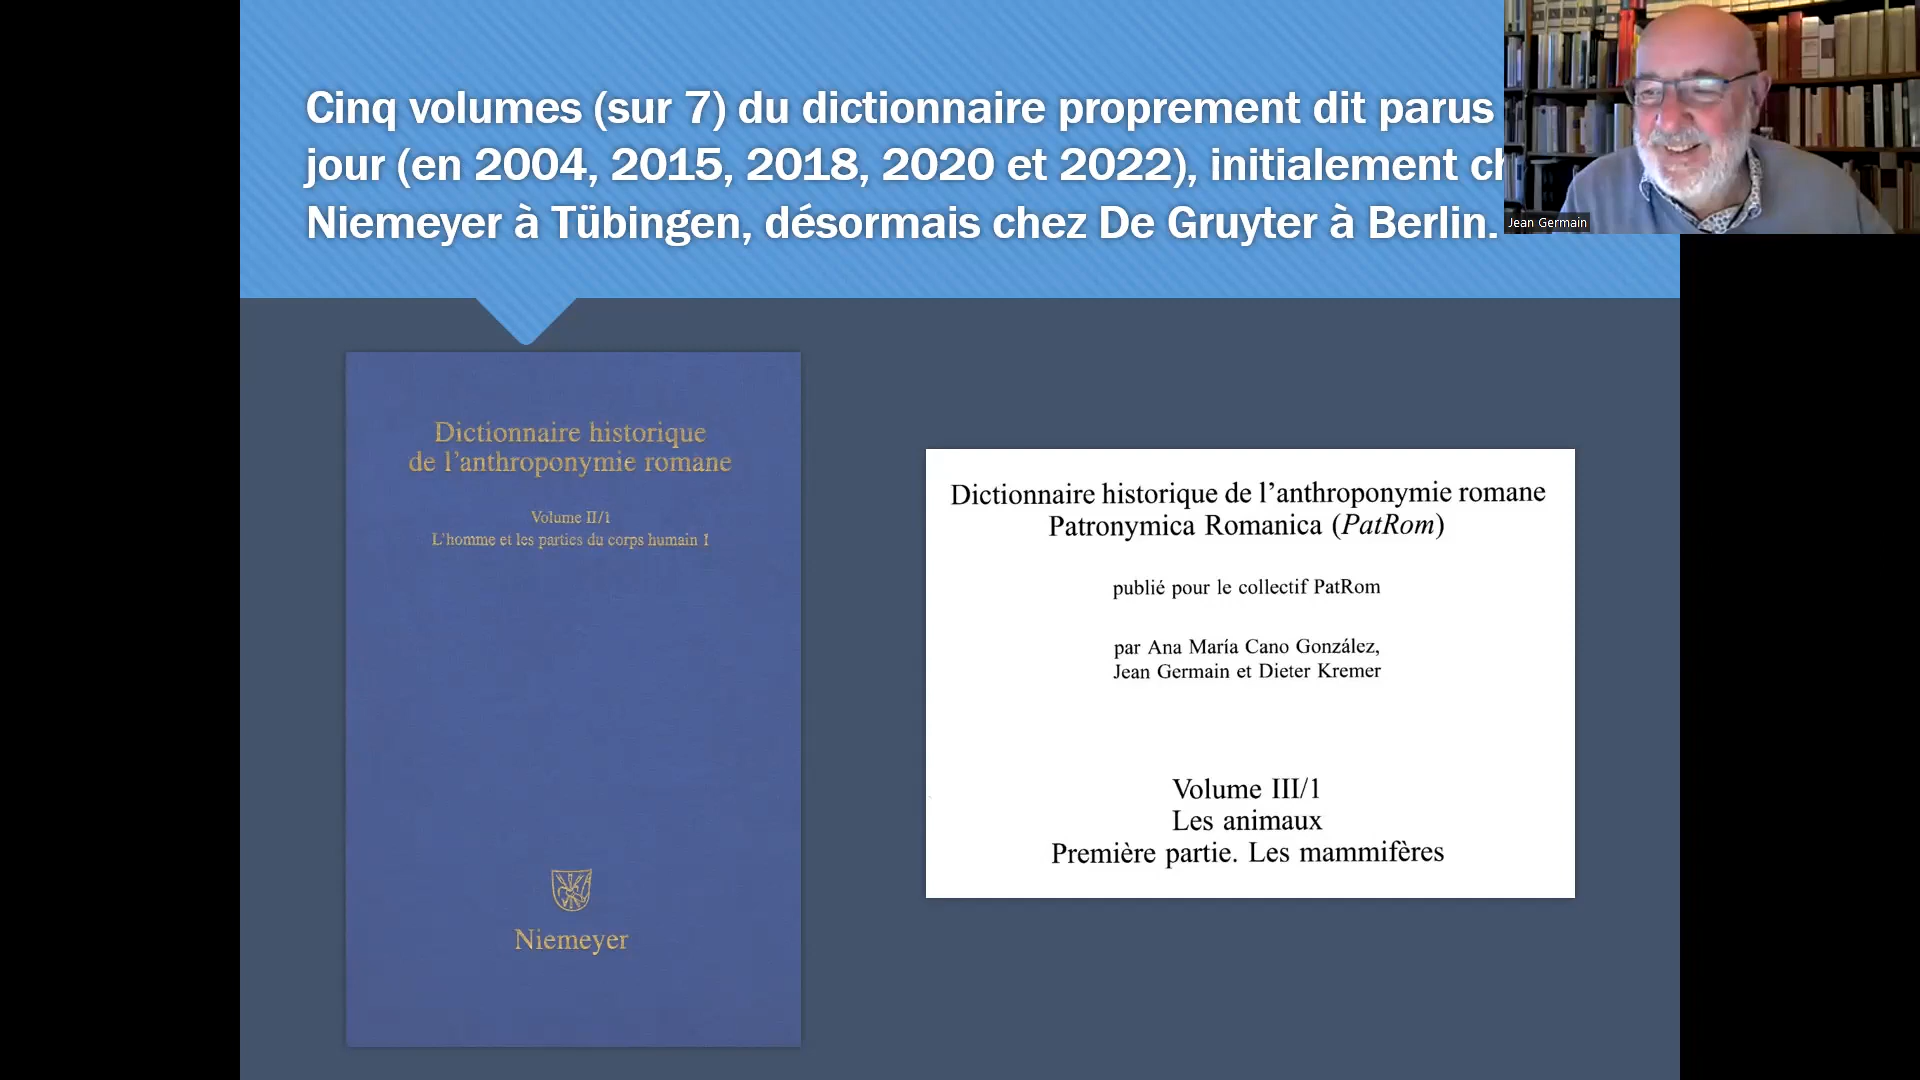 Cinq volumes (sur 7) du dictionnaire proprement dit parus
jour (en 2004, 2015, 2018, 2020 et 2022), initialement
Niemeyer à Tübingen, désormais chez De Gruyter à Berlin.
Jean Germain
Dictionnaire historique
de l'anthroponymie romane
Volume II/1
L'homme et les parties du corps humain 1
Niemeyer
Dictionnaire historique de l'anthroponymie romane
Patronymica Romanica (PatRom)
publié pour le collectif PatRom
par Ana María Cano González,
Jean Germain et Dieter Kremer
Volume III/1
Les animaux
Première partie. Les mammifères